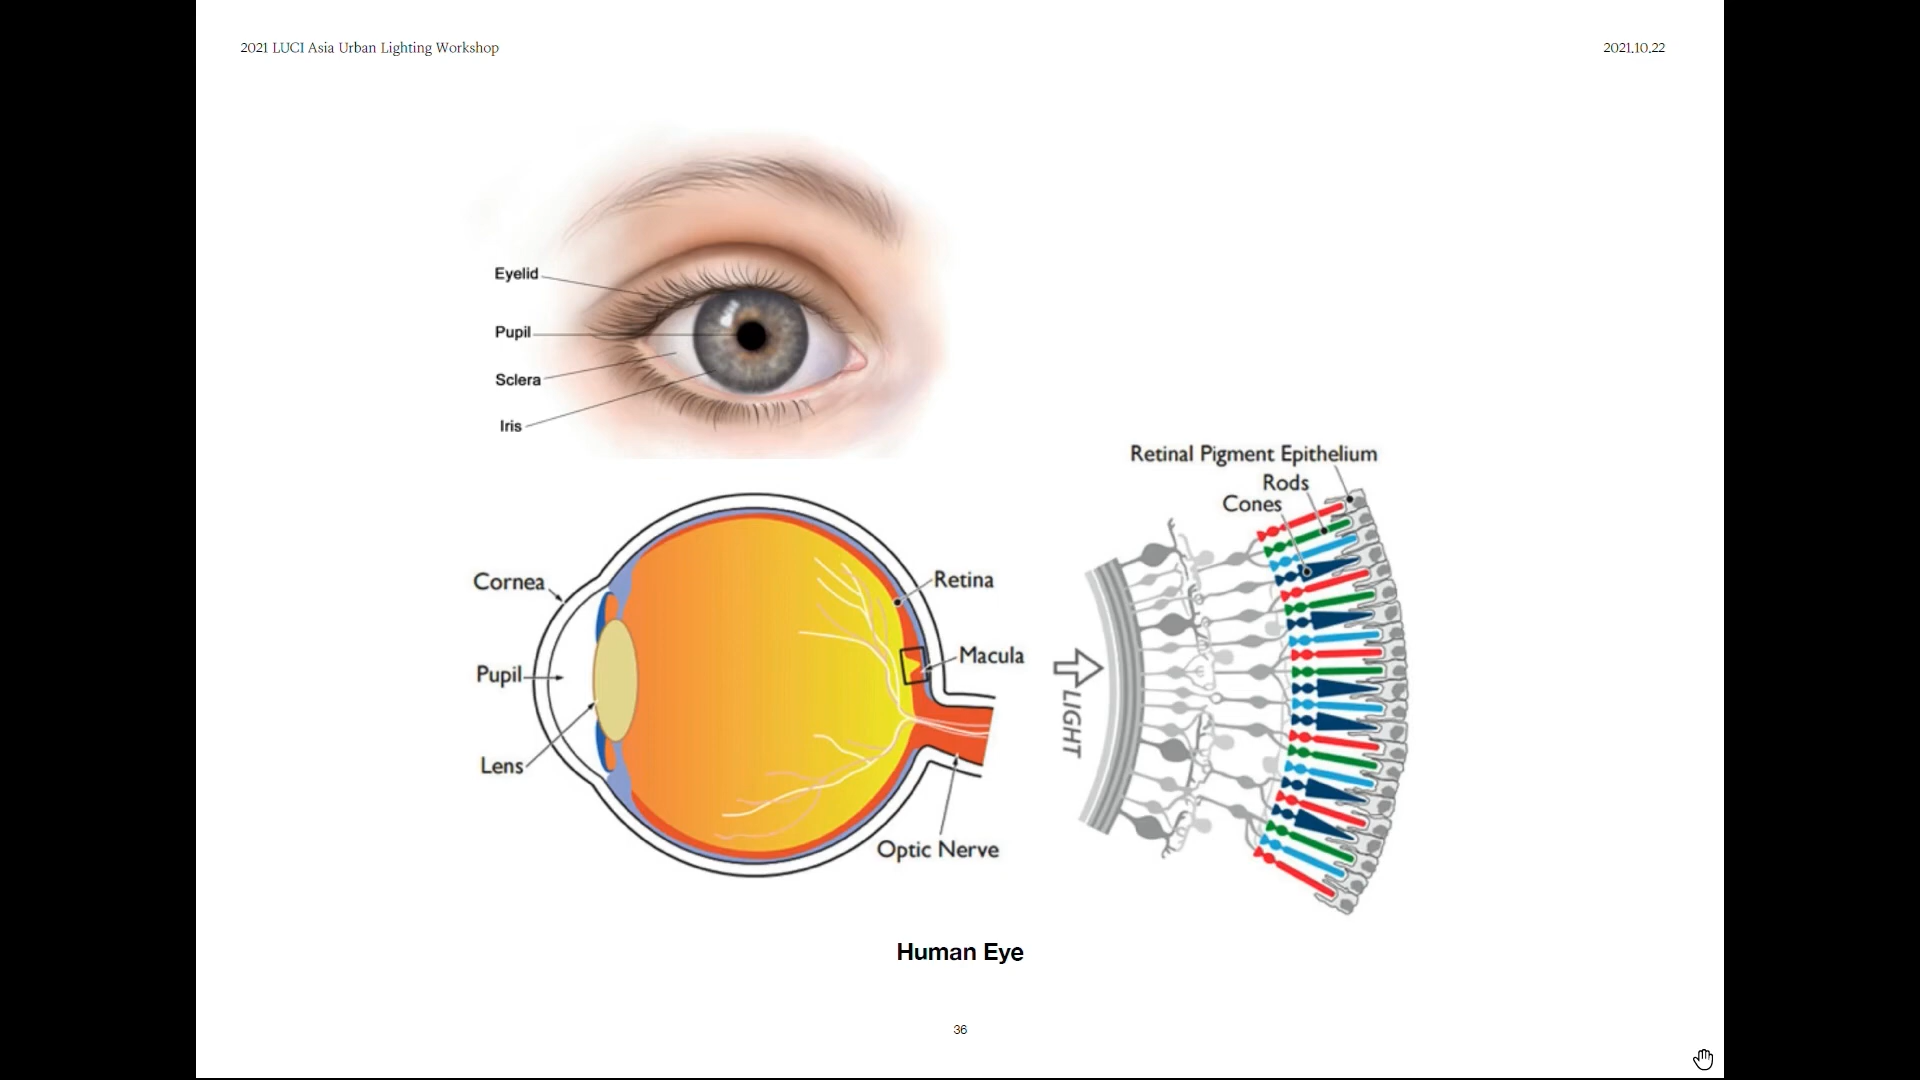 2021 LUCI Asia Urban Lighting Workshop
2021.10.22
Eyelid
Pupil
Sclera
Iris
Retinal Pigment Epithelium
Rods
Cones
Cornea
Retina
Macula
Pupil
LIGHT
Lens
Optic Nerve
Human Eye
36